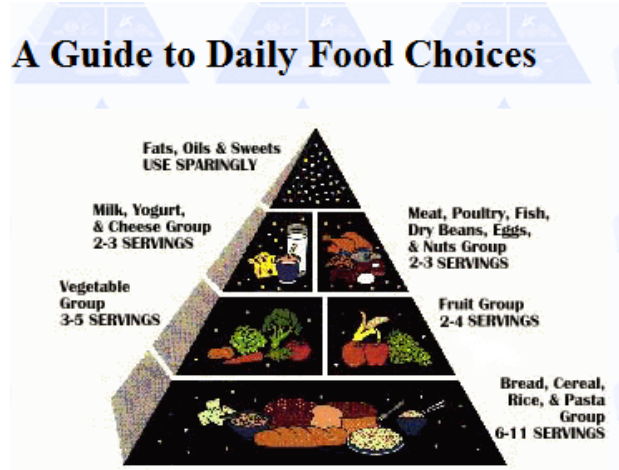 A Guide to Daily Food Choices
Fats, Oils & Sweets
USE SPARINGLY
Milk, Yogurt,
& Cheese Group
2-3 SERVINGS
Meat, Poultry, Fish,
Dry Beans, Eggs,
& Nuts Group
2-3 SERVINGS
Vegetable
Group
3-5 SERVINGS
Fruit Group
2-4 SERVINGS
Bread, Cereal,
Rice, & Pasta
Group
6-11 SERVINGS